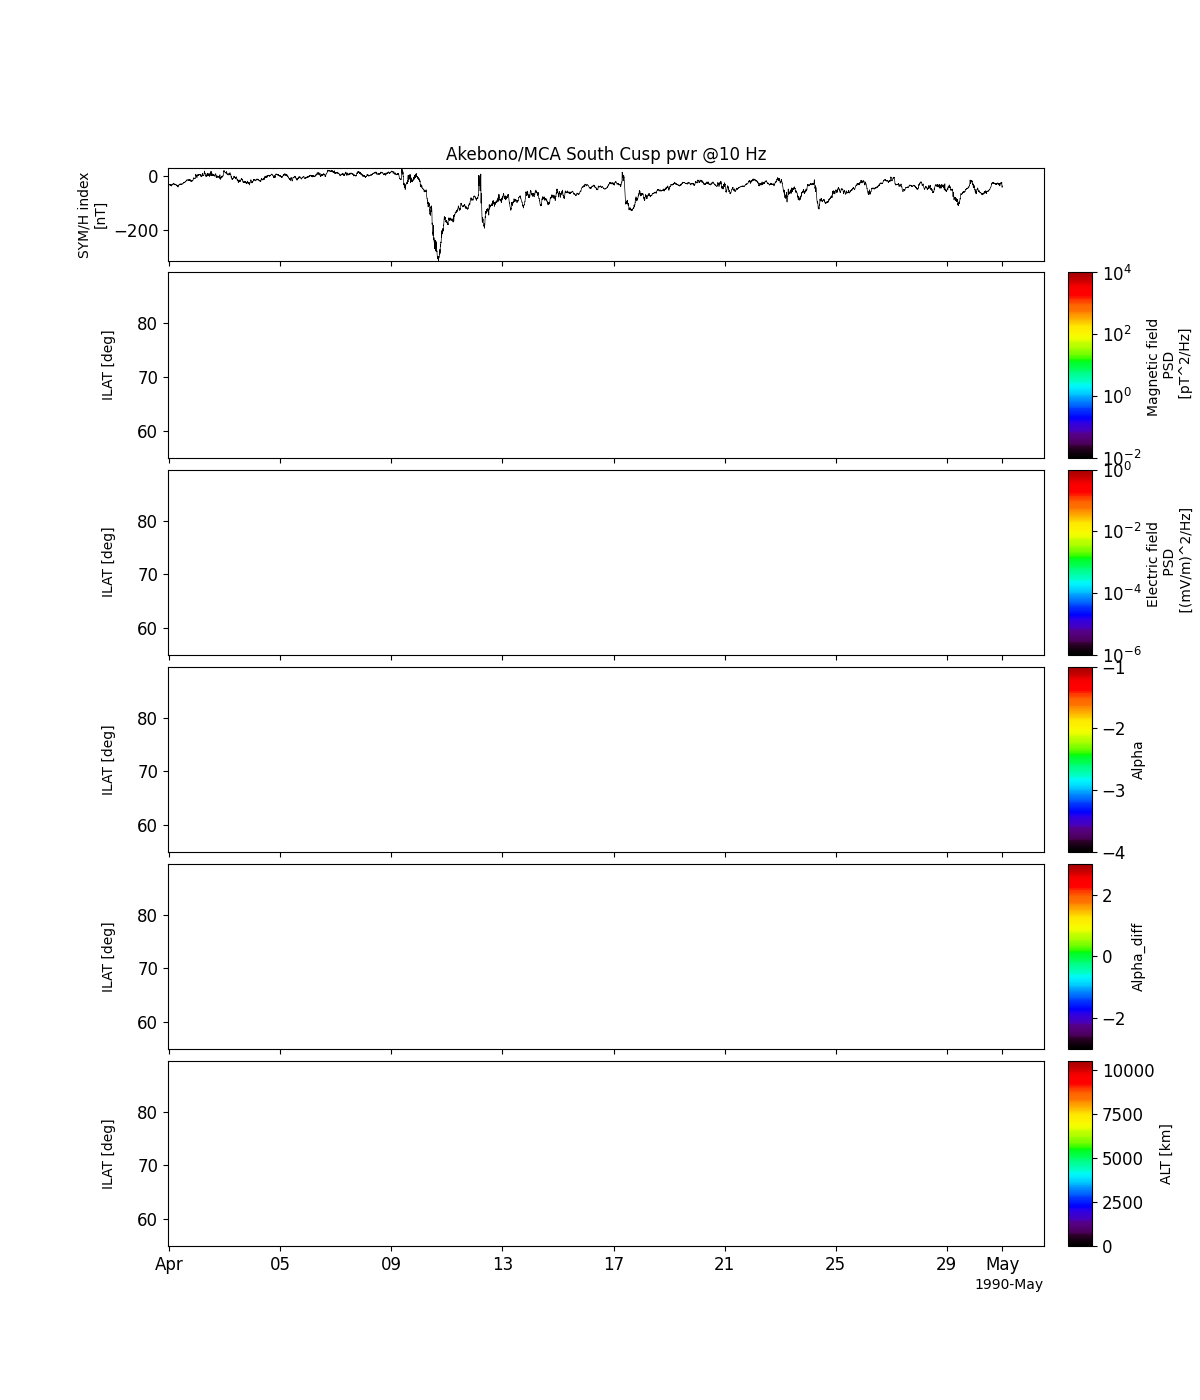 Akebono/MCA South Cusp pwr @10 Hz
SYM/H index
[nT]
0
−200
ILAT [deg]
80
70
60
10^4
10^2
10^0
10^−2
Magnetic field
PSD
[pT^2/Hz]
ILAT [deg]
80
70
60
10^0
10^−2
10^−4
10^−6
Electric field
PSD
[(mV/m)^2/Hz]
ILAT [deg]
80
70
60
−1
−2
−3
−4
Alpha
ILAT [deg]
80
70
60
2
0
−2
Alpha_diff
ILAT [deg]
80
70
60
10000
7500
5000
2500
0
ALT [km]
Apr 05 09 13 17 21 25 29 May
1990-May